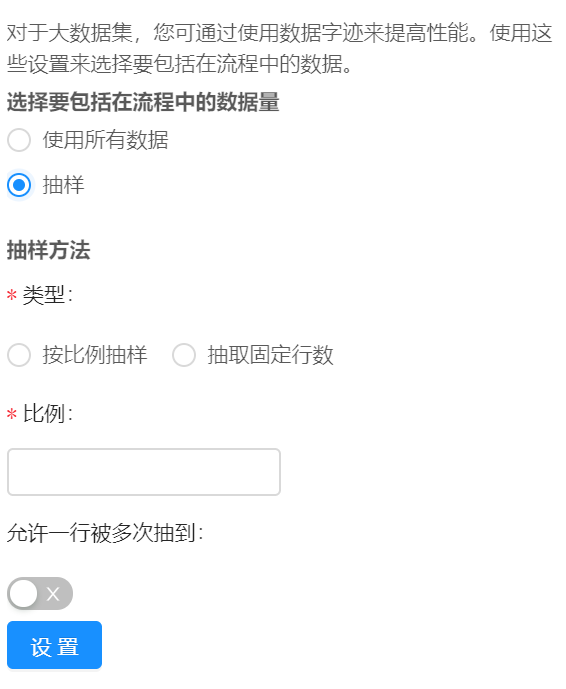 对于大数据集，您可通过使用数据字迹来提高性能。使用这
些设置来选择要包括在流程中的数据。
选择要包括在流程中的数据量
使用所有数据
抽样
抽样方法
* 类型:
按比例抽样 抽取固定行数
* 比例:
允许一行被多次抽到:
设 置